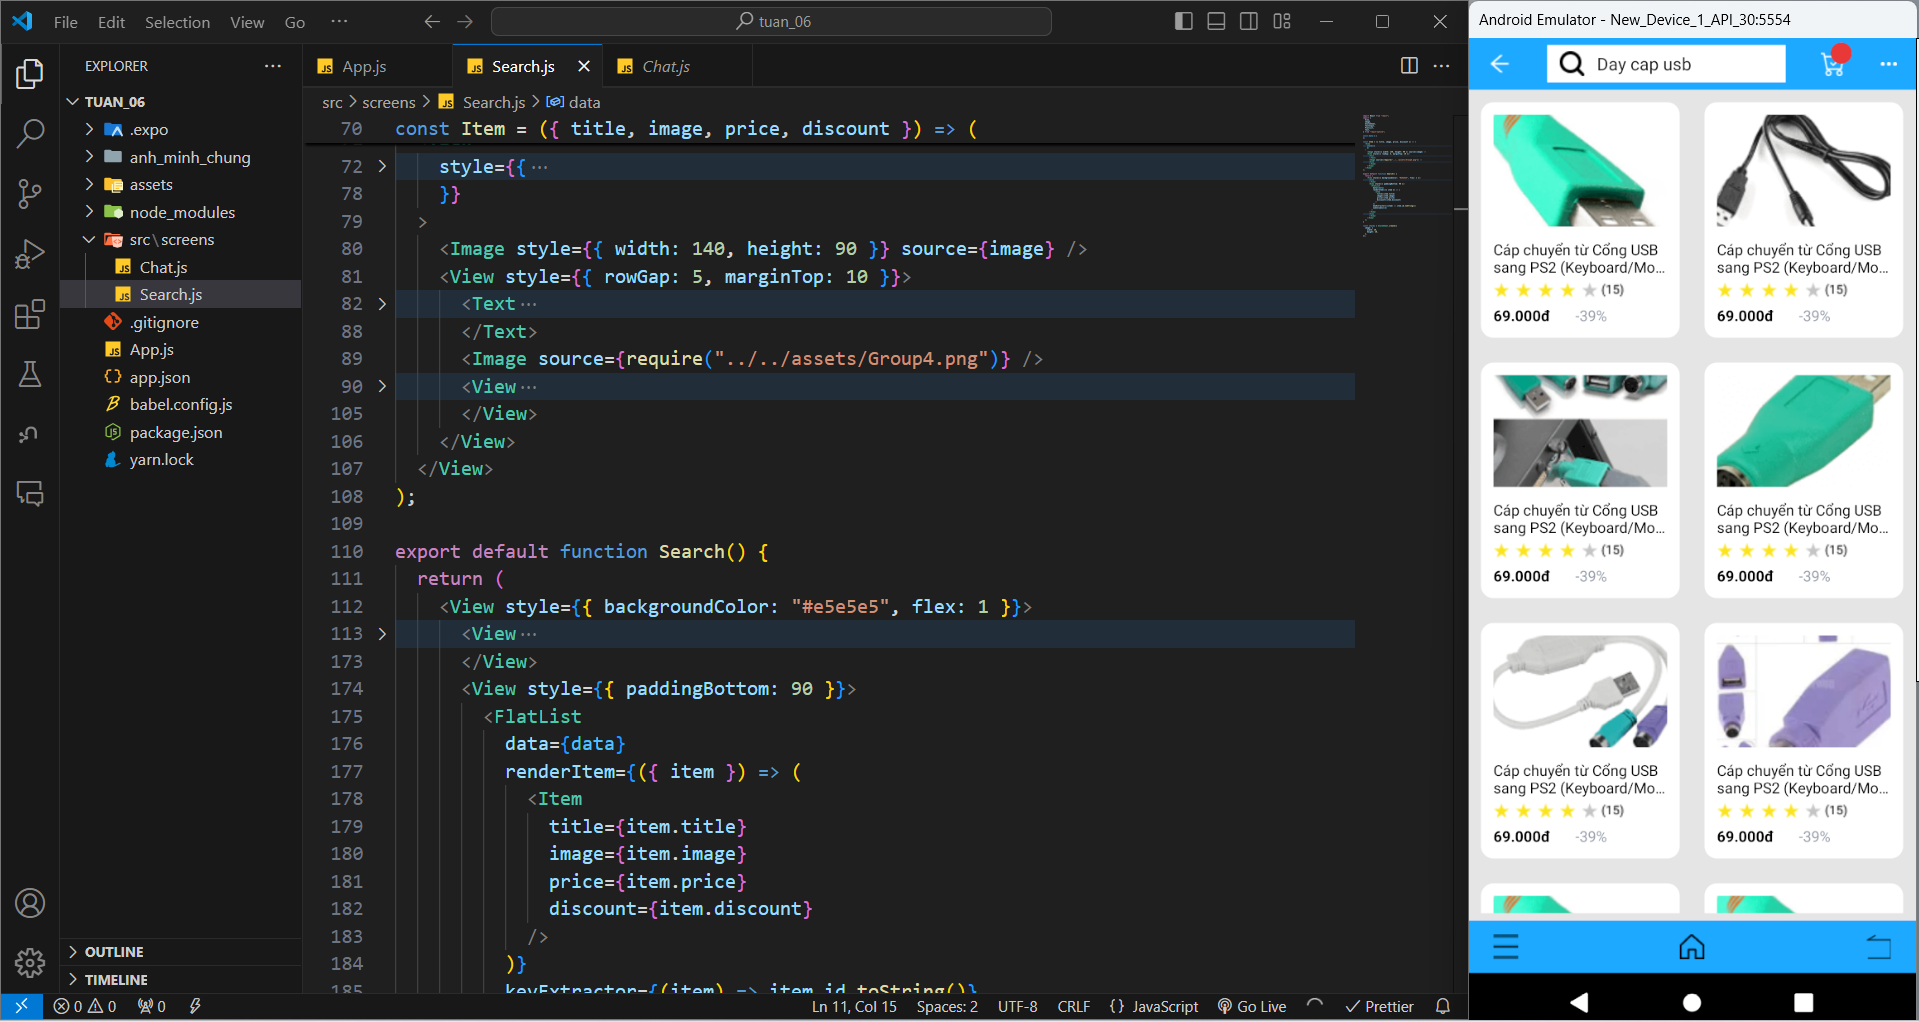 File Edit Selection View Go ··· tuan_06
EXPLORER ···
TUAN_06
.expo
anh_minh_chung
assets
node_modules
src\screens
Chat.js
Search.js
.gitignore
App.js
app.json
babel.config.js
package.json
yarn.lock
OUTLINE
TIMELINE
App.js Search.js Chat.js
src > screens > Search.js > data
70 const Item = ({ title, image, price, discount }) => (
72 style={{ ···
78 }}
79 >
80 <Image style={{ width: 140, height: 90 }} source={image} />
81 <View style={{ rowGap: 5, marginTop: 10 }}>
82 <Text ···
88 </Text>
89 <Image source={require("../../assets/Group4.png")} />
90 <View ···
105 </View>
106 </View>
107 </View>
108 );
109
110 export default function Search() {
111 return (
112 <View style={{ backgroundColor: "#e5e5e5", flex: 1 }}>
113 <View ···
173 </View>
174 <View style={{ paddingBottom: 90 }}>
175 <FlatList
176 data={data}
177 renderItem={({ item }) => (
178 <Item
179 title={item.title}
180 image={item.image}
181 price={item.price}
182 discount={item.discount}
183 />
184 )}
185 keyExtractor={(item) => item.id.toString()}
0 0 0 Ln 11, Col 15 Spaces: 2 UTF-8 CRLF {} JavaScript Go Live Prettier
Android Emulator - New_Device_1_API_30:5554
Day cap usb
Cáp chuyển từ Cổng USB
sang PS2 (Keyboard/Mo...
(15)
69.000đ -39%
Cáp chuyển từ Cổng USB
sang PS2 (Keyboard/Mo...
(15)
69.000đ -39%
Cáp chuyển từ Cổng USB
sang PS2 (Keyboard/Mo...
(15)
69.000đ -39%
Cáp chuyển từ Cổng USB
sang PS2 (Keyboard/Mo...
(15)
69.000đ -39%
Cáp chuyển từ Cổng USB
sang PS2 (Keyboard/Mo...
(15)
69.000đ -39%
Cáp chuyển từ Cổng USB
sang PS2 (Keyboard/Mo...
(15)
69.000đ -39%